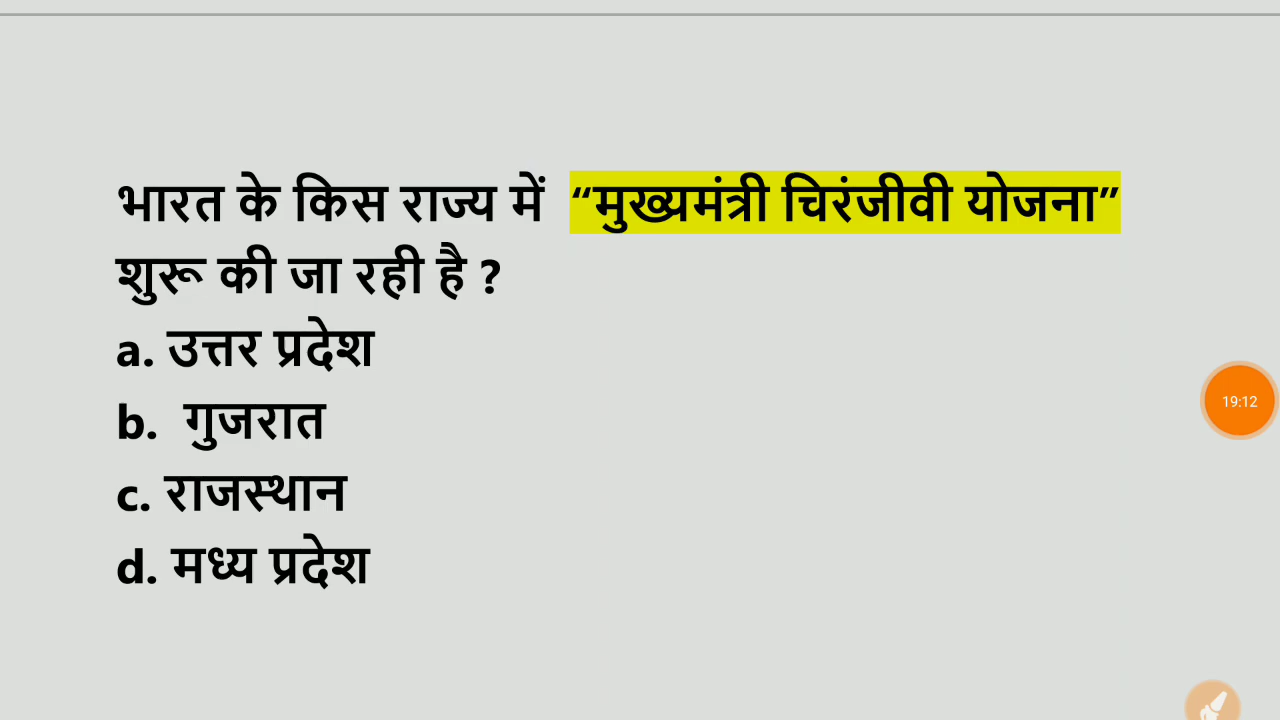 भारत के किस राज्य में “मुख्यमंत्री चिरंजीवी योजना”
शुरू की जा रही है ?
a. उत्तर प्रदेश
b. गुजरात
19:12
c. राजस्थान
d. मध्य प्रदेश